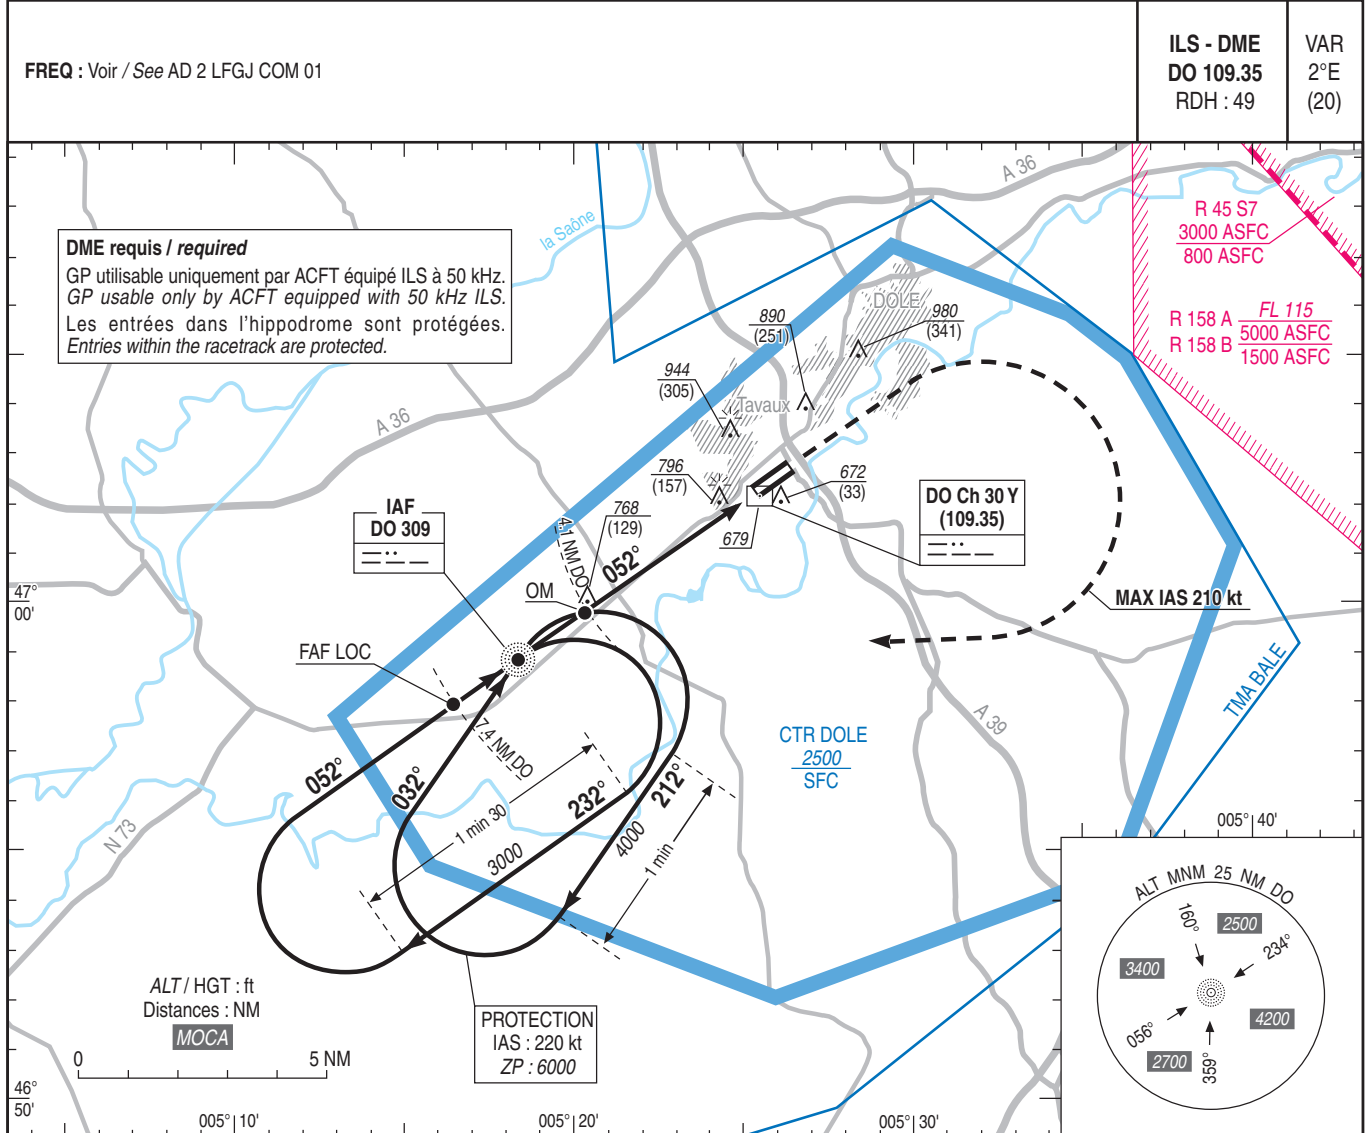 FREQ : Voir / See AD 2 LFGJ COM 01
ILS - DME
DO 109.35
RDH : 49
VAR
2°E
(20)
A 36
la Saône
R 45 S7
3000 ASFC
800 ASFC
DME requis / required
GP utilisable uniquement par ACFT équipé ILS à 50 kHz.
GP usable only by ACFT equipped with 50 kHz ILS.
Les entrées dans l'hippodrome sont protégées.
Entries within the racetrack are protected.
DOLE
890
(251)
980
(341)
R 158 A
R 158 B
FL 115
5000 ASFC
1500 ASFC
944
(305)
Tavaux
A 36
796
(157)
672
(33)
IAF
DO 309
768
(129)
679
DO Ch 30 Y
(109.35)
4.1 NM DO
052°
OM
47°
00'
MAX IAS 210 kt
FAF LOC
TMA BALE
7.4 NM DO
A 39
CTR DOLE
2500
SFC
052°
032°
232°
212°
1 min 30
3000
4000
1 min
N 73
005° 40'
ALT MNM 25 NM DO
160°
2500
234°
3400
4200
056°
2700
359°
ALT / HGT : ft
Distances : NM
MOCA
0
5 NM
PROTECTION
IAS : 220 kt
ZP : 6000
46°
50'
005° 10'
005° 20'
005° 30'